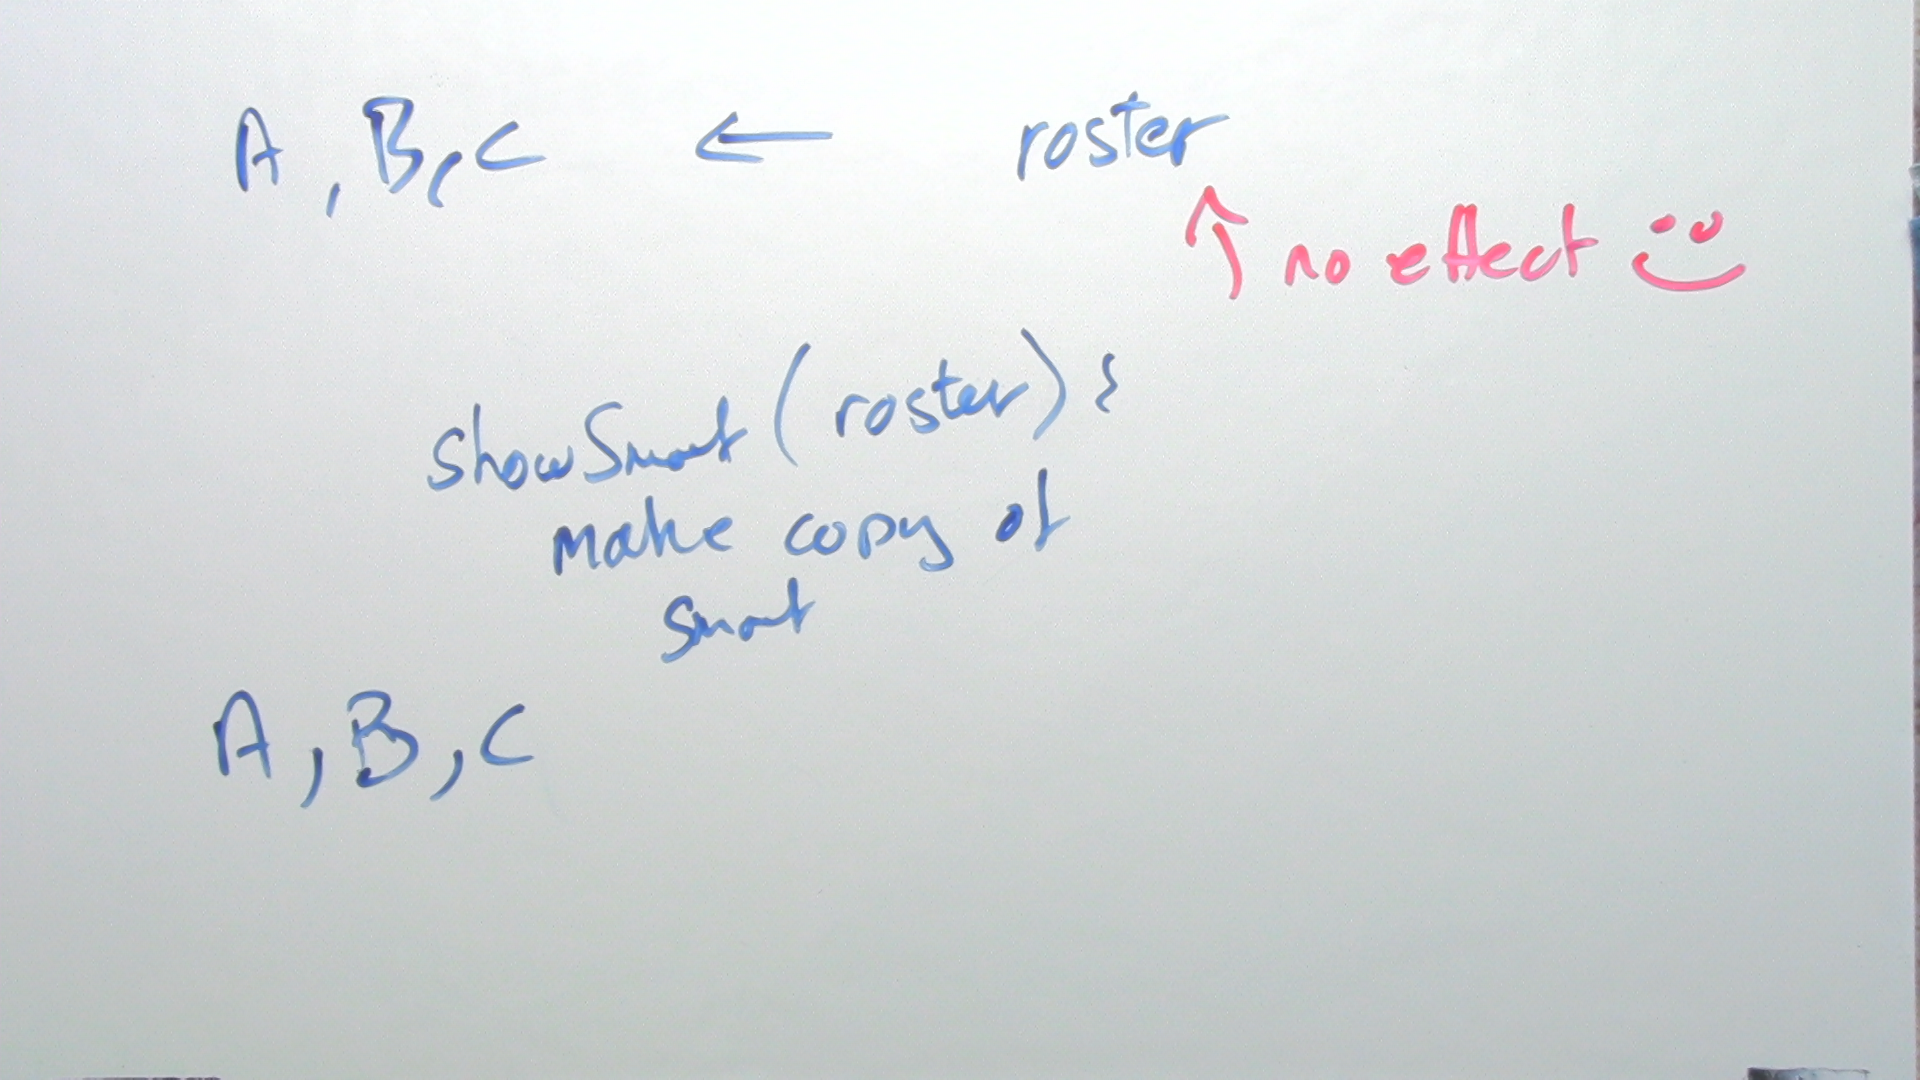 A, B, C ← roster
↑ no effect :)
showSmart(roster) {
make copy of
smart
A, B, C